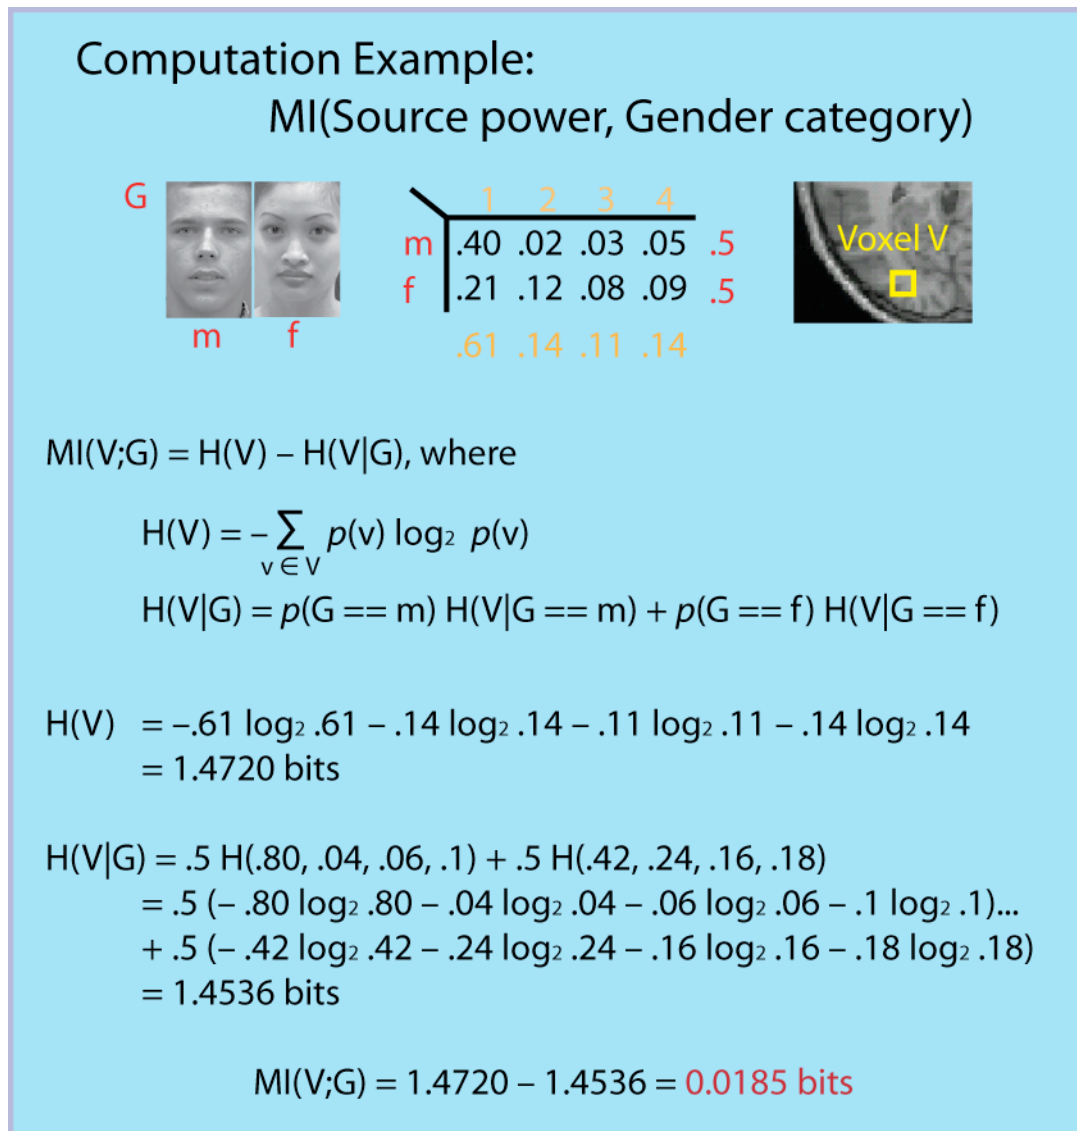 Computation Example:
MI(Source power, Gender category)
G
m f
1 2 3 4
m .40 .02 .03 .05 .5
f .21 .12 .08 .09 .5
.61 .14 .11 .14
Voxel V
MI(V;G) = H(V) – H(V|G), where
H(V) = –∑ p(v) log₂ p(v)
v ∈ V
H(V|G) = p(G == m) H(V|G == m) + p(G == f) H(V|G == f)
H(V) = –.61 log₂ .61 – .14 log₂ .14 – .11 log₂ .11 – .14 log₂ .14
= 1.4720 bits
H(V|G) = .5 H(.80, .04, .06, .1) + .5 H(.42, .24, .16, .18)
= .5 (– .80 log₂ .80 – .04 log₂ .04 – .06 log₂ .06 – .1 log₂ .1)...
+ .5 (– .42 log₂ .42 – .24 log₂ .24 – .16 log₂ .16 – .18 log₂ .18)
= 1.4536 bits
MI(V;G) = 1.4720 – 1.4536 = 0.0185 bits